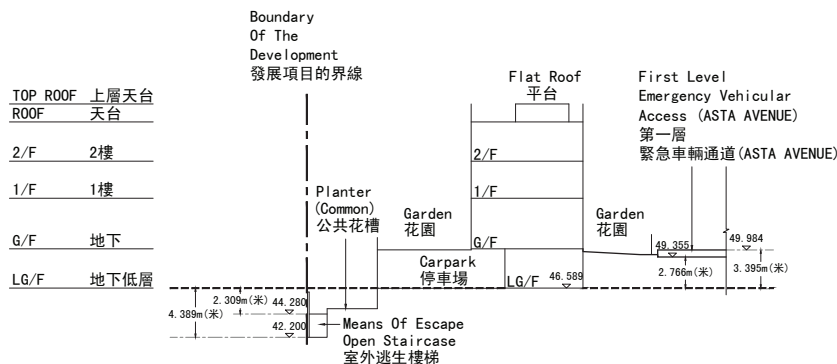 Boundary
Of The
Development
發展項目的界線
Flat Roof
平台
First Level
Emergency Vehicular
Access (ASTA AVENUE)
第一層
緊急車輛通道(ASTA AVENUE)
TOP ROOF 上層天台
ROOF 天台
2/F 2樓
2/F
1/F 1樓
1/F
Planter
(Common)
公共花槽
Garden
花園
Garden
花園
G/F 地下
G/F
49.355
49.984
Carpark
停車場
2.766m(米)
3.395m(米)
LG/F 地下低層
LG/F
46.589
2.309m(米)
44.280
4.389m(米)
42.200
Means Of Escape
Open Staircase
室外逃生樓梯